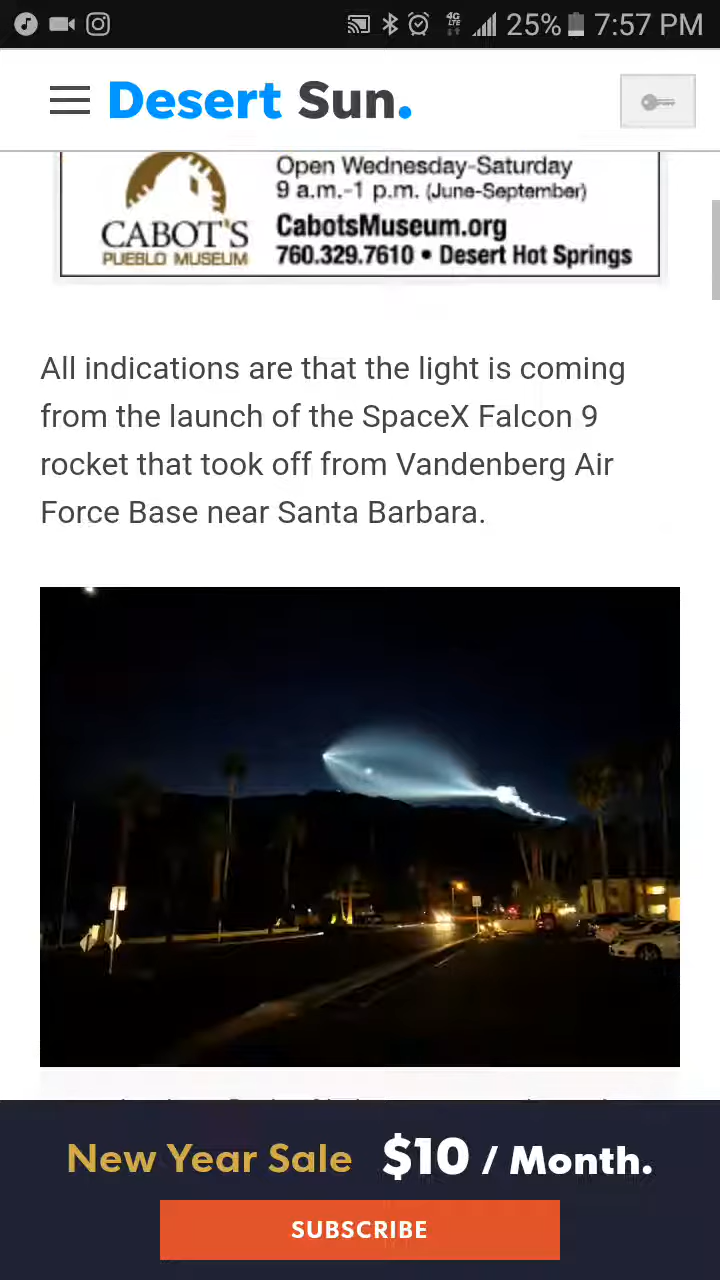 4G
LTE
25% 7:57 PM
Desert Sun.
Open Wednesday-Saturday
9 a.m.-1 p.m. (June-September)
CABOT'S
PUEBLO MUSEUM
CabotsMuseum.org
760.329.7610 • Desert Hot Springs
All indications are that the light is coming
from the launch of the SpaceX Falcon 9
rocket that took off from Vandenberg Air
Force Base near Santa Barbara.
New Year Sale $10 / Month.
SUBSCRIBE